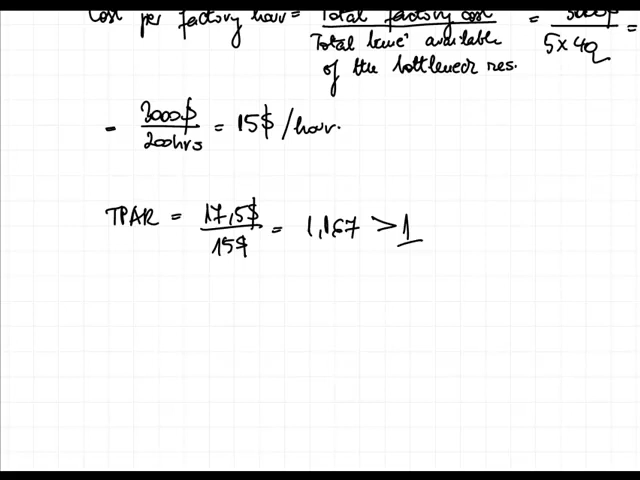 Cost per factory hour = Total factory cost / Total time available of the bottleneck res. = 3000$ / 5x40 =
= 3000$ / 200hrs = 15$/hour.
TPAR = 17,5$ / 15$ = 1,167 > 1